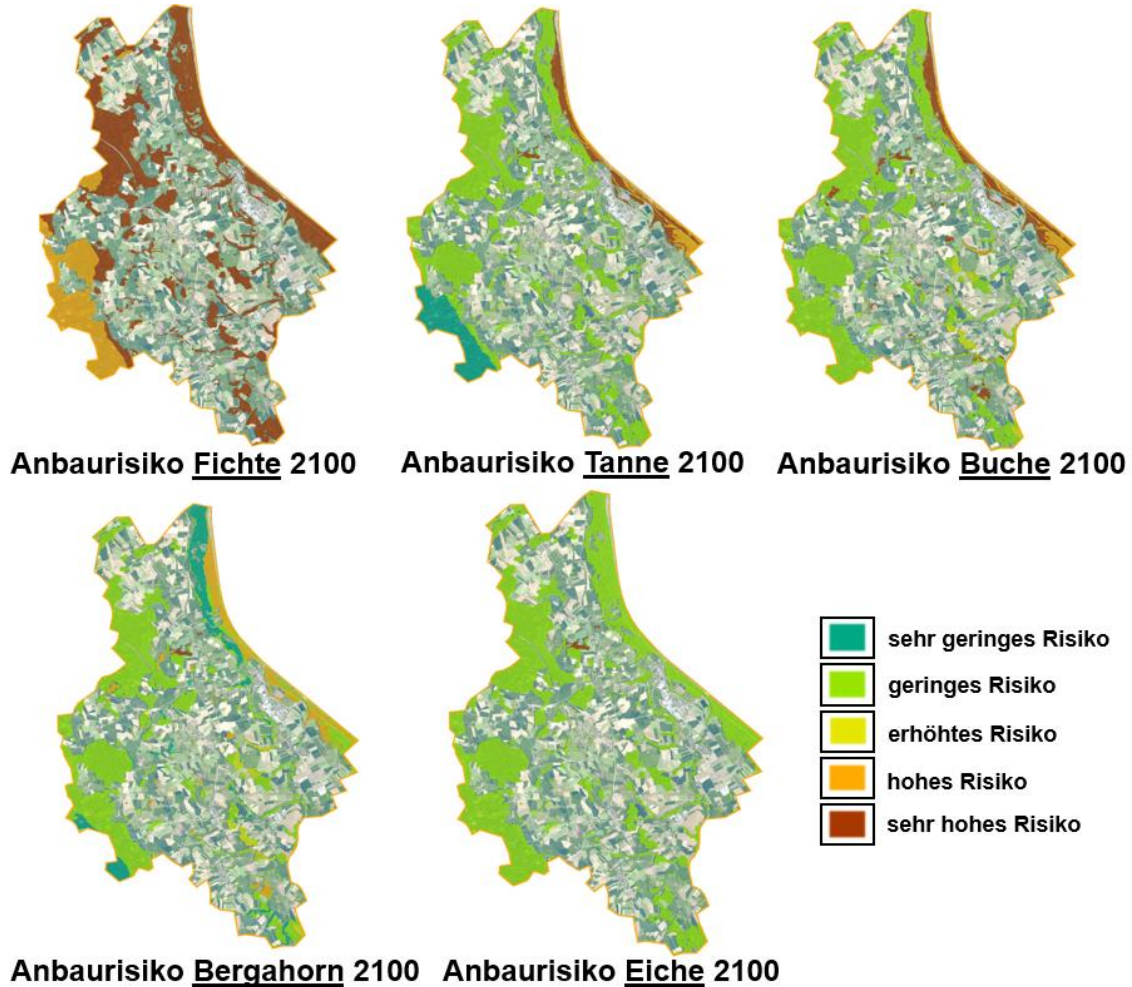 Anbaurisiko Fichte 2100
Anbaurisiko Tanne 2100
Anbaurisiko Buche 2100
Anbaurisiko Bergahorn 2100
Anbaurisiko Eiche 2100
sehr geringes Risiko
geringes Risiko
erhöhtes Risiko
hohes Risiko
sehr hohes Risiko